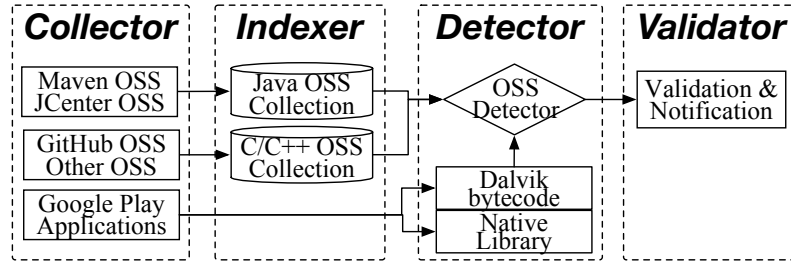 Collector
Indexer
Detector
Validator
Maven OSS
JCenter OSS
Java OSS
Collection
OSS
Detector
Validation &
Notification
GitHub OSS
Other OSS
C/C++ OSS
Collection
Google Play
Applications
Dalvik
bytecode
Native
Library